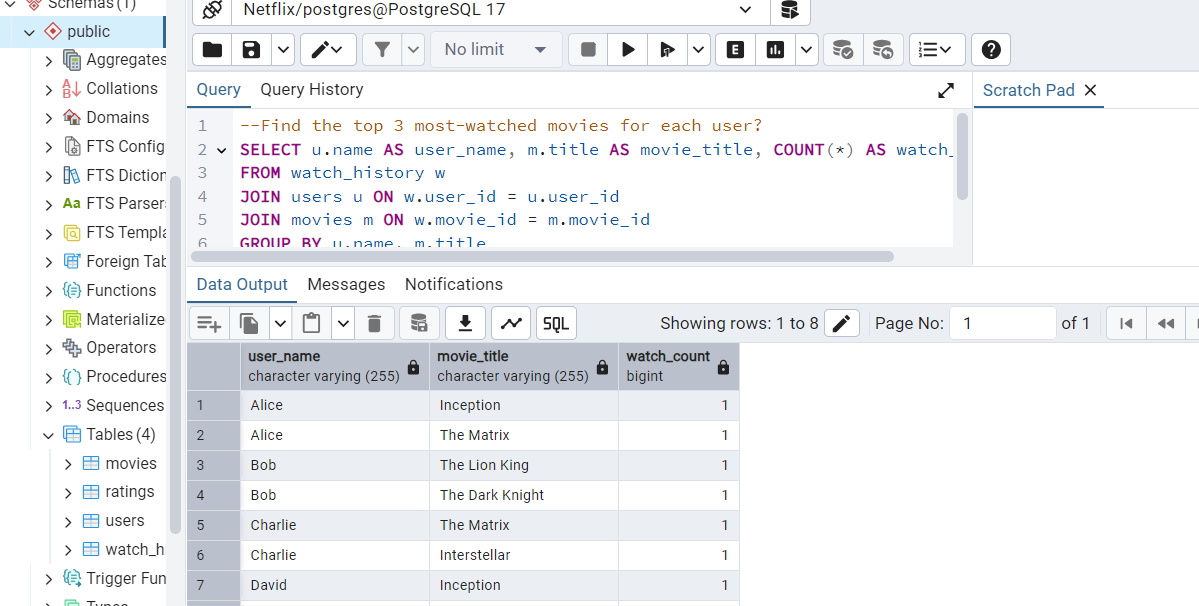 Schemas (1)
public
Aggregates
Collations
Domains
FTS Config
FTS Diction
FTS Parsers
FTS Templa
Foreign Tab
Functions
Materialize
Operators
Procedures
1..3 Sequences
Tables (4)
movies
ratings
users
watch_h
Trigger Fun
Types
Netflix/postgres@PostgreSQL 17
No limit
E
Query
Query History
Scratch Pad
1 --Find the top 3 most-watched movies for each user?
2 SELECT u.name AS user_name, m.title AS movie_title, COUNT(*) AS watch_
3 FROM watch_history w
4 JOIN users u ON w.user_id = u.user_id
5 JOIN movies m ON w.movie_id = m.movie_id
6 GROUP BY u.name, m.title
Data Output
Messages
Notifications
SQL
Showing rows: 1 to 8
Page No: 1 of 1
user_name movie_title watch_count
character varying (255) character varying (255) bigint
1 Alice Inception 1
2 Alice The Matrix 1
3 Bob The Lion King 1
4 Bob The Dark Knight 1
5 Charlie The Matrix 1
6 Charlie Interstellar 1
7 David Inception 1